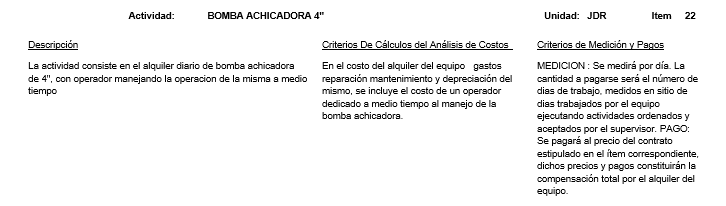 Actividad: BOMBA ACHICADORA 4" Unidad: JDR Item 22
Descripción
La actividad consiste en el alquiler diario de bomba achicadora
de 4", con operador manejando la operacion de la misma a medio
tiempo
Criterios De Cálculos del Análisis de Costos
En el costo del alquiler del equipo gastos
reparación mantenimiento y depreciación del
mismo, se incluye el costo de un operador
dedicado a medio tiempo al manejo de la
bomba achicadora.
Criterios de Medición y Pagos
MEDICION : Se medirá por día. La
cantidad a pagarse será el número de
dias de trabajo, medidos en sitio de
dias trabajados por el equipo
ejecutando actividades ordenados y
aceptados por el supervisor. PAGO:
Se pagará al precio del contrato
estipulado en el ítem correspondiente,
dichos precios y pagos constituirán la
compensación total por el alquiler del
equipo.